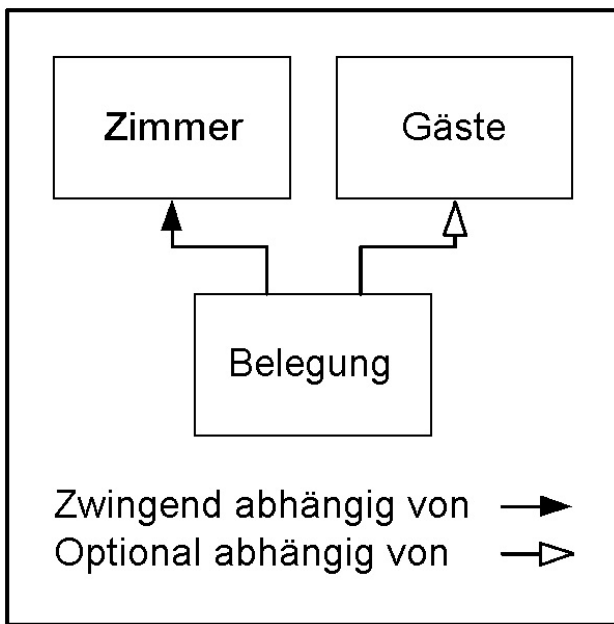 Zimmer
Gäste
Belegung
Zwingend abhängig von
Optional abhängig von